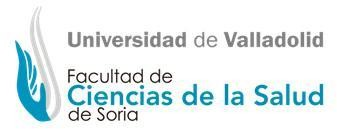 Universidad de Valladolid
Facultad de
Ciencias de la Salud
de Soria